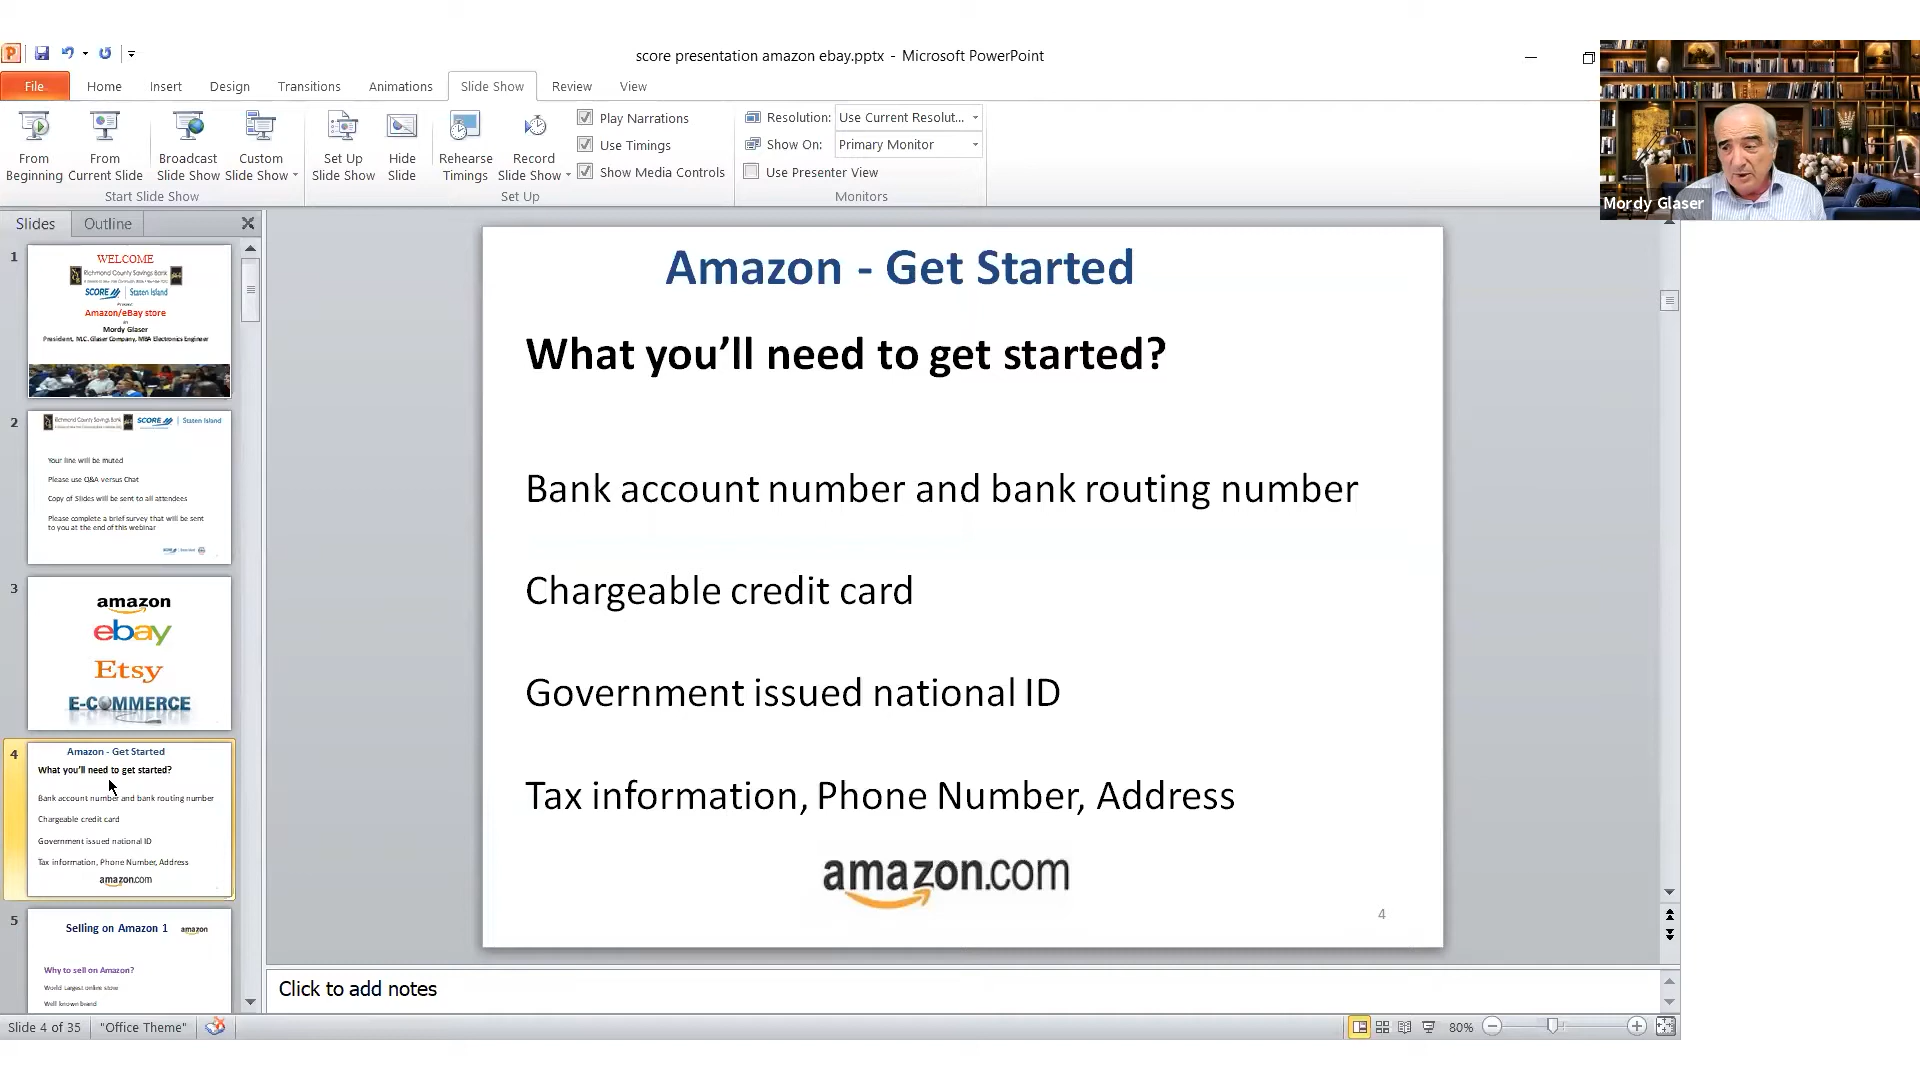 score presentation amazon ebay.pptx - Microsoft PowerPoint
File Home Insert Design Transitions Animations Slide Show Review View
From Beginning
From Current Slide
Broadcast Slide Show
Custom Slide Show
Start Slide Show
Set Up Slide Show
Hide Slide
Rehearse Timings
Record Slide Show
Play Narrations
Use Timings
Show Media Controls
Set Up
Resolution: Use Current Resolut...
Show On: Primary Monitor
Use Presenter View
Monitors
Mordy Glaser
Slides Outline
1
WELCOME
Richmond County Savings Bank
SCORE Staten Island
Present
Amazon/eBay store
Mordy Glaser
President, M.C. Glaser Company, MBA Electronics Engineer
2
Richmond County Savings Bank SCORE Staten Island
Your line will be muted
Please use Q&A versus Chat
Copy of Slides will be sent to all attendees
Please complete a brief survey that will be sent
to you at the end of this webinar
3
amazon
ebay
Etsy
E-COMMERCE
4
Amazon - Get Started
What you'll need to get started?
Bank account number and bank routing number
Chargeable credit card
Government issued national ID
Tax information, Phone Number, Address
amazon.com
5
Selling on Amazon 1 amazon
Why to sell on Amazon?
World Largest online store
Well known brand
Amazon - Get Started
What you’ll need to get started?
Bank account number and bank routing number
Chargeable credit card
Government issued national ID
Tax information, Phone Number, Address
amazon.com
4
Click to add notes
Slide 4 of 35 "Office Theme" 80%